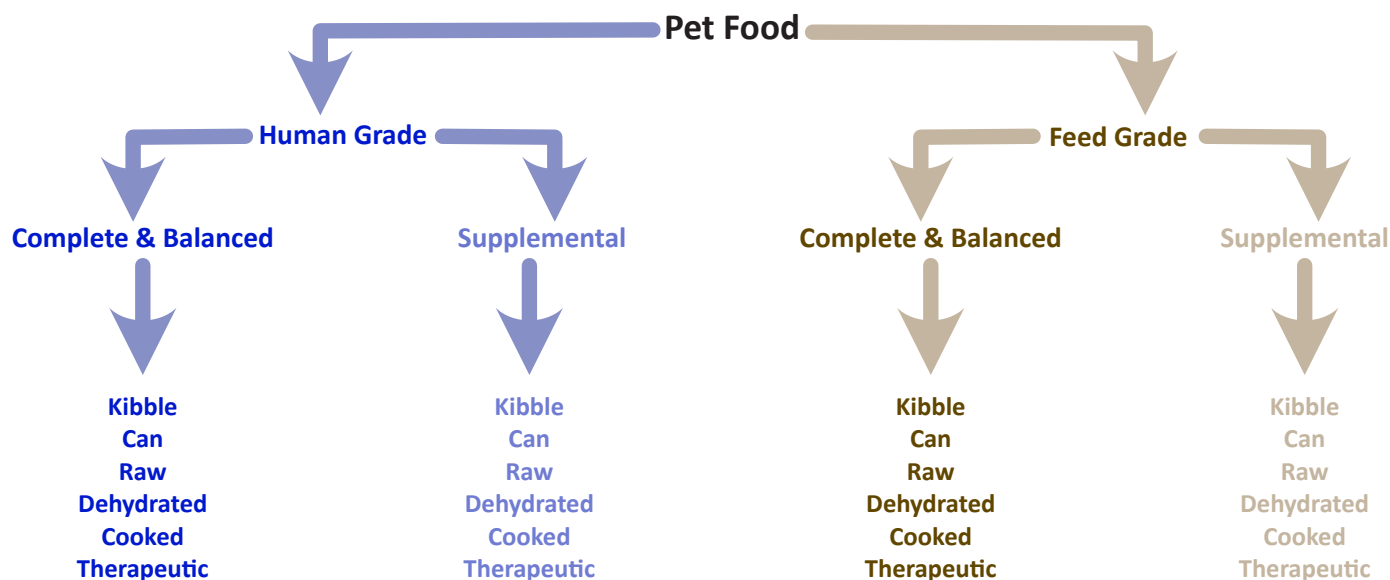 Pet Food
Human Grade
Feed Grade
Complete & Balanced
Supplemental
Complete & Balanced
Supplemental
Kibble
Can
Raw
Dehydrated
Cooked
Therapeutic
Kibble
Can
Raw
Dehydrated
Cooked
Therapeutic
Kibble
Can
Raw
Dehydrated
Cooked
Therapeutic
Kibble
Can
Raw
Dehydrated
Cooked
Therapeutic